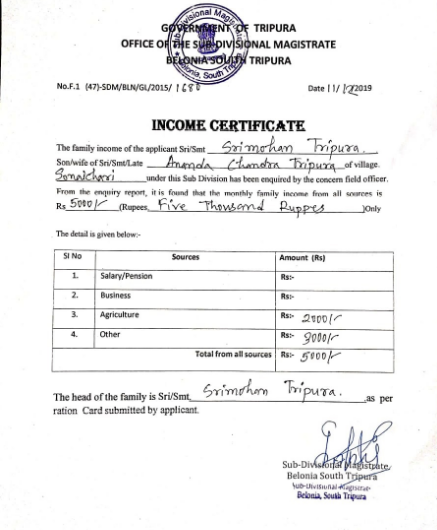 Sub-Divisional Magistrate
Belonia, South Tripura
GOVERNMENT OF TRIPURA
OFFICE OF THE SUB-DIVISIONAL MAGISTRATE
BELONIA SOUTH TRIPURA
No.F.1 (47)-SDM/BLN/GL/2015/ 1680 Date 11/12/2019
INCOME CERTIFICATE
The family income of the applicant Sri/Smt Srimohan Tripura.
Son/wife of Sri/Smt/Late Ananda Chandra Tripura of village.
Sonaichari under this Sub Division has been enquired by the concern field officer.
From the enquiry report, it is found that the monthly family income from all sources is
Rs 5000/- (Rupees, Five Thousand Ruppes )Only
The detail is given below:-
Sl No Sources Amount (Rs)
1. Salary/Pension Rs:-
2. Business Rs:-
3. Agriculture Rs:- 2000/-
4. Other Rs:- 3000/-
Total from all sources Rs:- 5000/-
The head of the family is Sri/Smt, Srimohan Tripura. as per
ration Card submitted by applicant.
Sub-Divisional Magistrate
Belonia South Tripura
Sub-Divisional Magistrate
Belonia, South Tripura